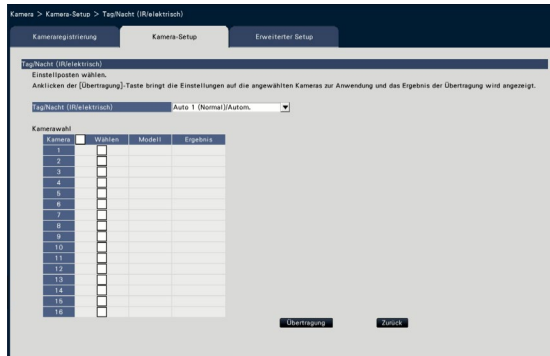 Kamera > Kamera-Setup > Tag/Nacht (IR/elektrisch)
Kameraregistrierung Kamera-Setup Erweiterter Setup
Tag/Nacht (IR/elektrisch)
Einstellposten wählen.
Anklicken der [Übertragung]-Taste bringt die Einstellungen auf die angewählten Kameras zur Anwendung und das Ergebnis der Übertragung wird angezeigt.
Tag/Nacht (IR/elektrisch) Auto 1 (Normal)/Autom.
Kamerawahl
Kamera Wählen Modell Ergebnis
1
2
3
4
5
6
7
8
9
10
11
12
13
14
15
16
Übertragung Zurück